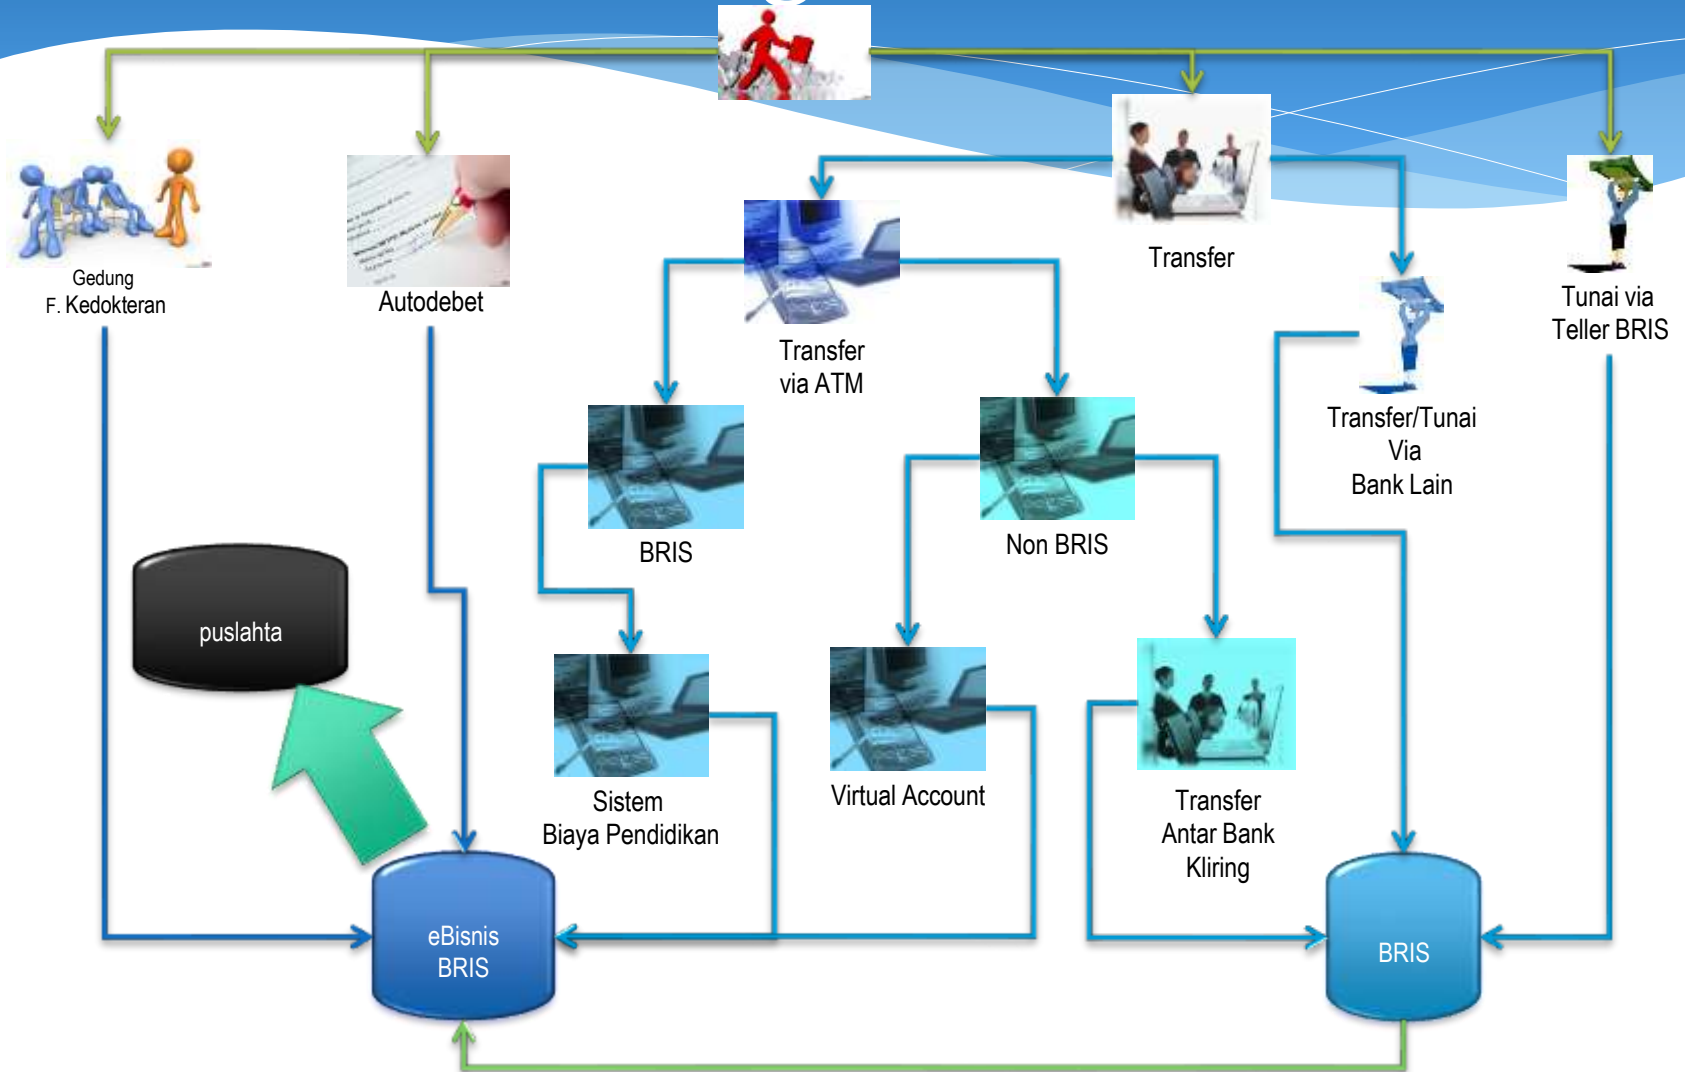 Gedung
F. Kedokteran
Autodebet
Transfer
Tunai via
Teller BRIS
Transfer
via ATM
Transfer/Tunai
Via
Bank Lain
BRIS
Non BRIS
puslahta
Sistem
Biaya Pendidikan
Virtual Account
Transfer
Antar Bank
Kliring
eBisnis
BRIS
BRIS